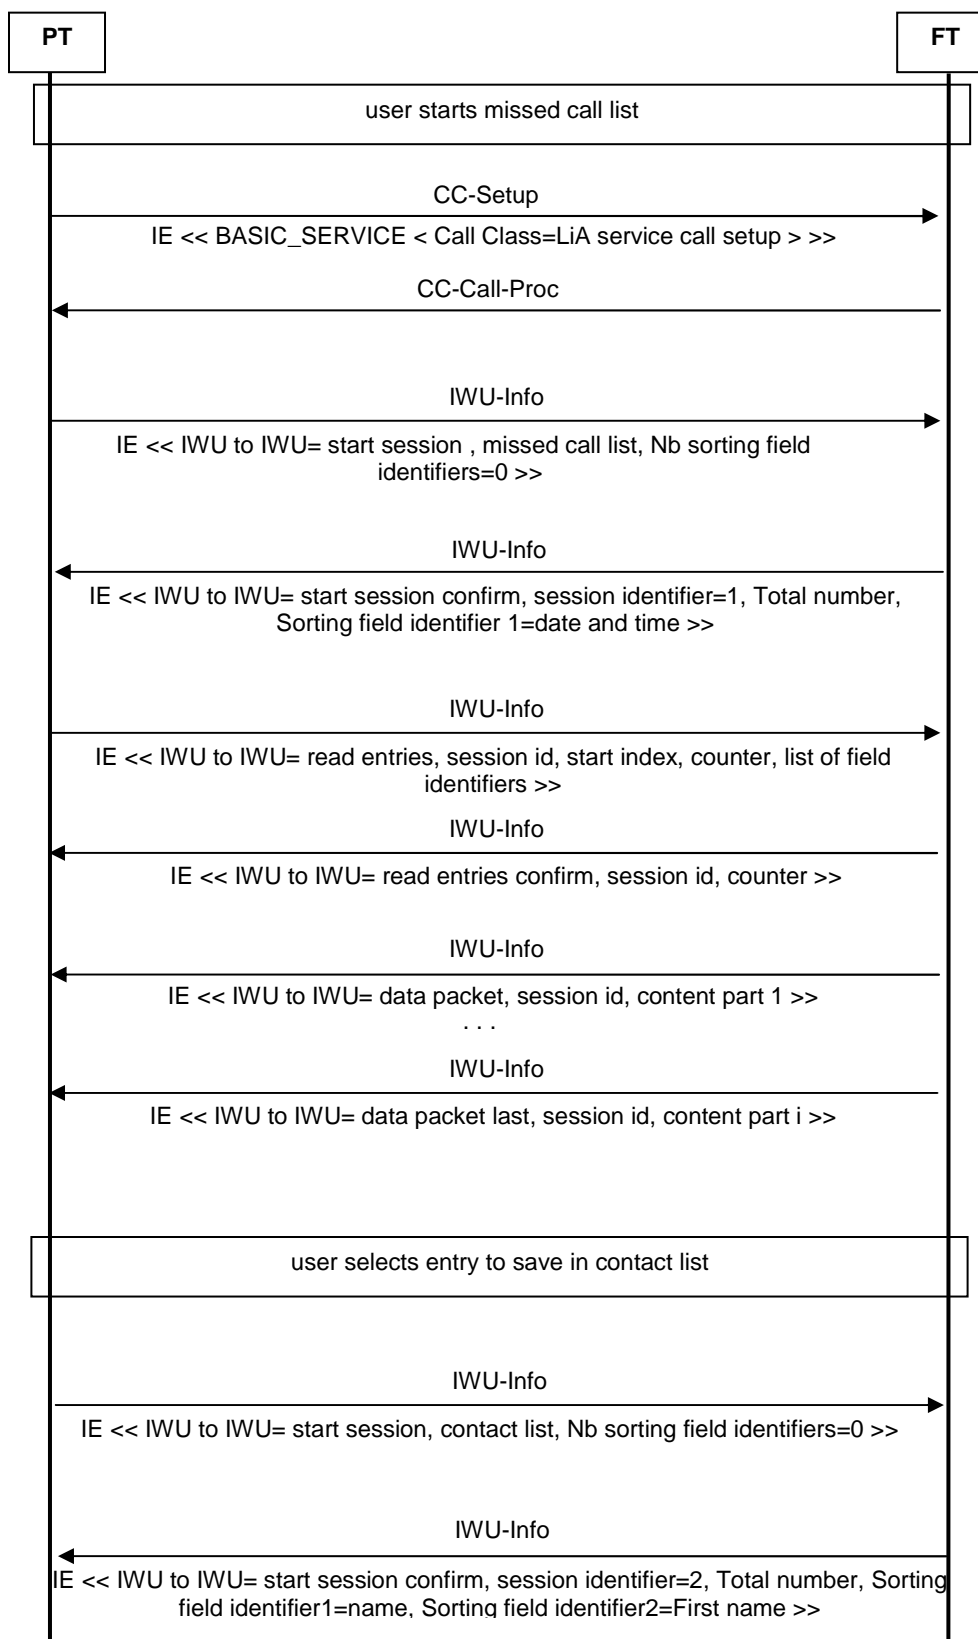 PT
FT
user starts missed call list
CC-Setup
IE << BASIC_SERVICE < Call Class=LiA service call setup > >>
CC-Call-Proc
IWU-Info
IE << IWU to IWU= start session , missed call list, Nb sorting field
identifiers=0 >>
IWU-Info
IE << IWU to IWU= start session confirm, session identifier=1, Total number,
Sorting field identifier 1=date and time >>
IWU-Info
IE << IWU to IWU= read entries, session id, start index, counter, list of field
identifiers >>
IWU-Info
IE << IWU to IWU= read entries confirm, session id, counter >>
IWU-Info
IE << IWU to IWU= data packet, session id, content part 1 >>
. . .
IWU-Info
IE << IWU to IWU= data packet last, session id, content part i >>
user selects entry to save in contact list
IWU-Info
IE << IWU to IWU= start session, contact list, Nb sorting field identifiers=0 >>
IWU-Info
IE << IWU to IWU= start session confirm, session identifier=2, Total number, Sorting
field identifier1=name, Sorting field identifier2=First name >>